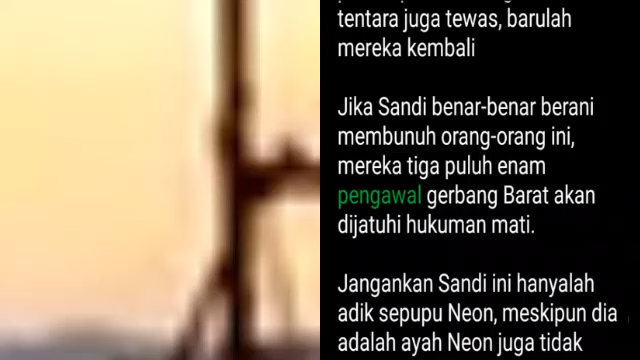 tentara juga tewas, barulah
mereka kembali
Jika Sandi benar-benar berani
membunuh orang-orang ini,
mereka tiga puluh enam
pengawal gerbang Barat akan
dijatuhi hukuman mati.
Jangankan Sandi ini hanyalah
adik sepupu Neon, meskipun dia
adalah ayah Neon juga tidak